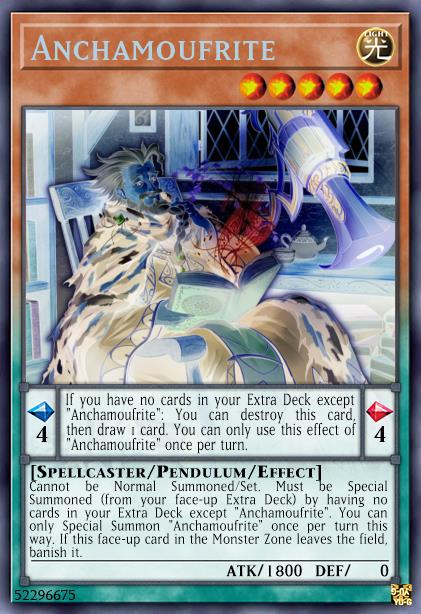 Anchamoufrite
LIGHT
光
If you have no cards in your Extra Deck except
"Anchamoufrite": You can destroy this card,
then draw 1 card. You can only use this effect of
"Anchamoufrite" once per turn.
4
4
[Spellcaster/Pendulum/Effect]
Cannot be Normal Summoned/Set. Must be Special
Summoned (from your face-up Extra Deck) by having no
cards in your Extra Deck except "Anchamoufrite". You can
only Special Summon "Anchamoufrite" once per turn this
way. If this face-up card in the Monster Zone leaves the field,
banish it.
ATK/1800 DEF/ 0
52296675